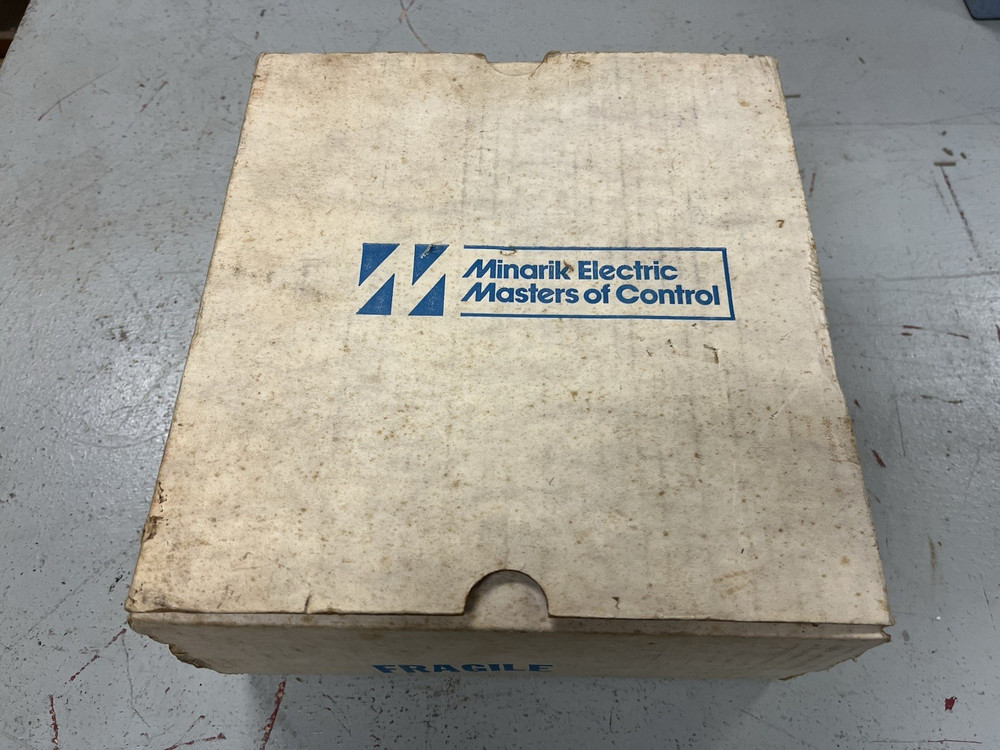 Minarik Electric
Masters of Control
FRAGILE